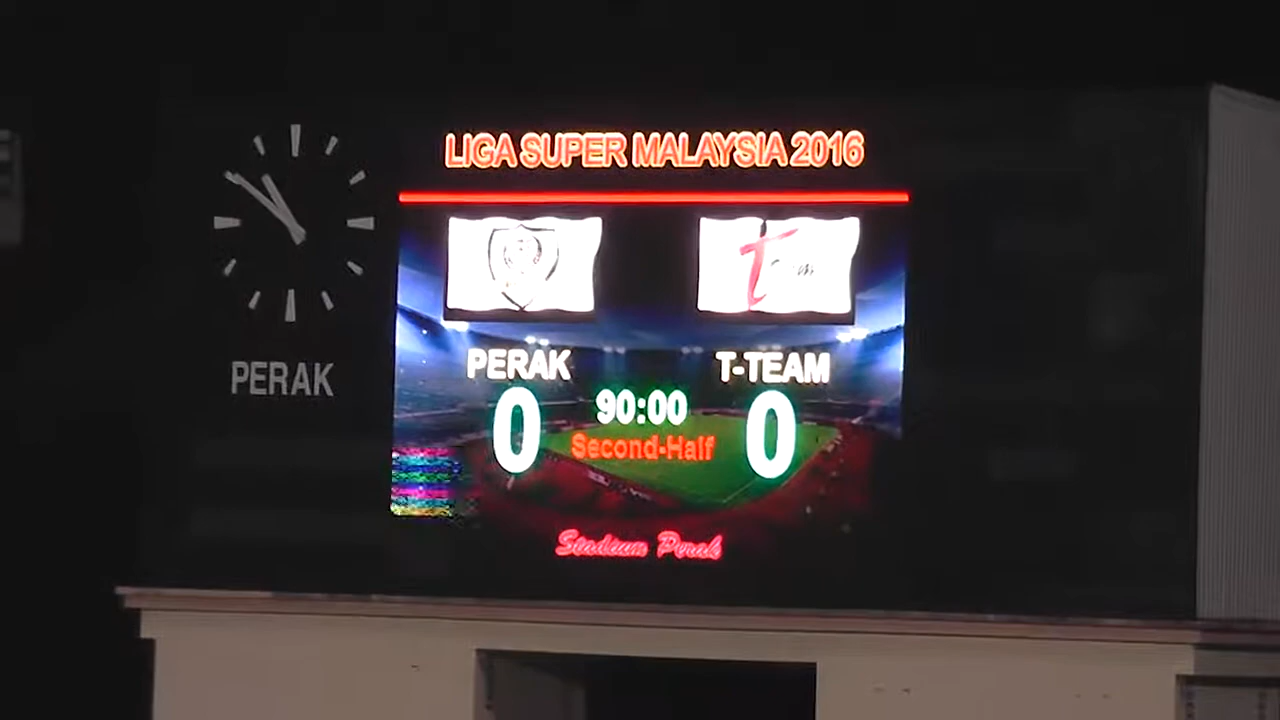 LIGA SUPER MALAYSIA 2016
PERAK
T-TEAM
0
90:00
0
Second-Half
Stadium Perak
PERAK